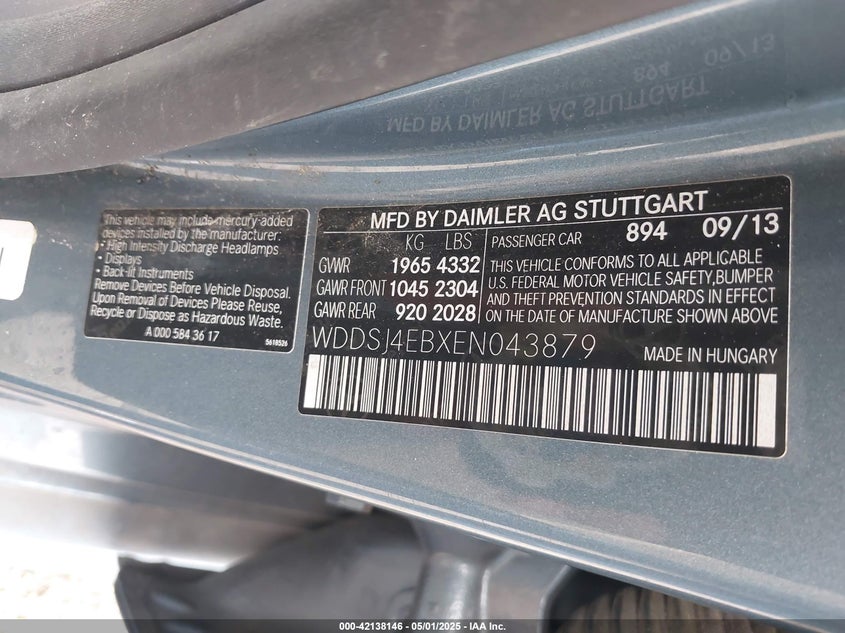 This vehicle may include mercury-added
devices installed by the manufacturer:
- High Intensity Discharge Headlamps
- Displays
- Back-lit Instruments
Remove Devices Before Vehicle Disposal.
Upon Removal of Devices Please Reuse,
Recycle or Dispose as Hazardous Waste.
A 000 584 36 17
5618526
MFD BY DAIMLER AG STUTTGART
KG LBS
GVWR 1965 4332
GAWR FRONT 1045 2304
GAWR REAR 920 2028
PASSENGER CAR 894 09/13
THIS VEHICLE CONFORMS TO ALL APPLICABLE
U.S. FEDERAL MOTOR VEHICLE SAFETY,BUMPER
AND THEFT PREVENTION STANDARDS IN EFFECT
ON THE DATE OF MANUFACTURE SHOWN ABOVE
WDDSJ4EBXEN043879
MADE IN HUNGARY
000-42138146 - 05/01/2025 - IAA Inc.